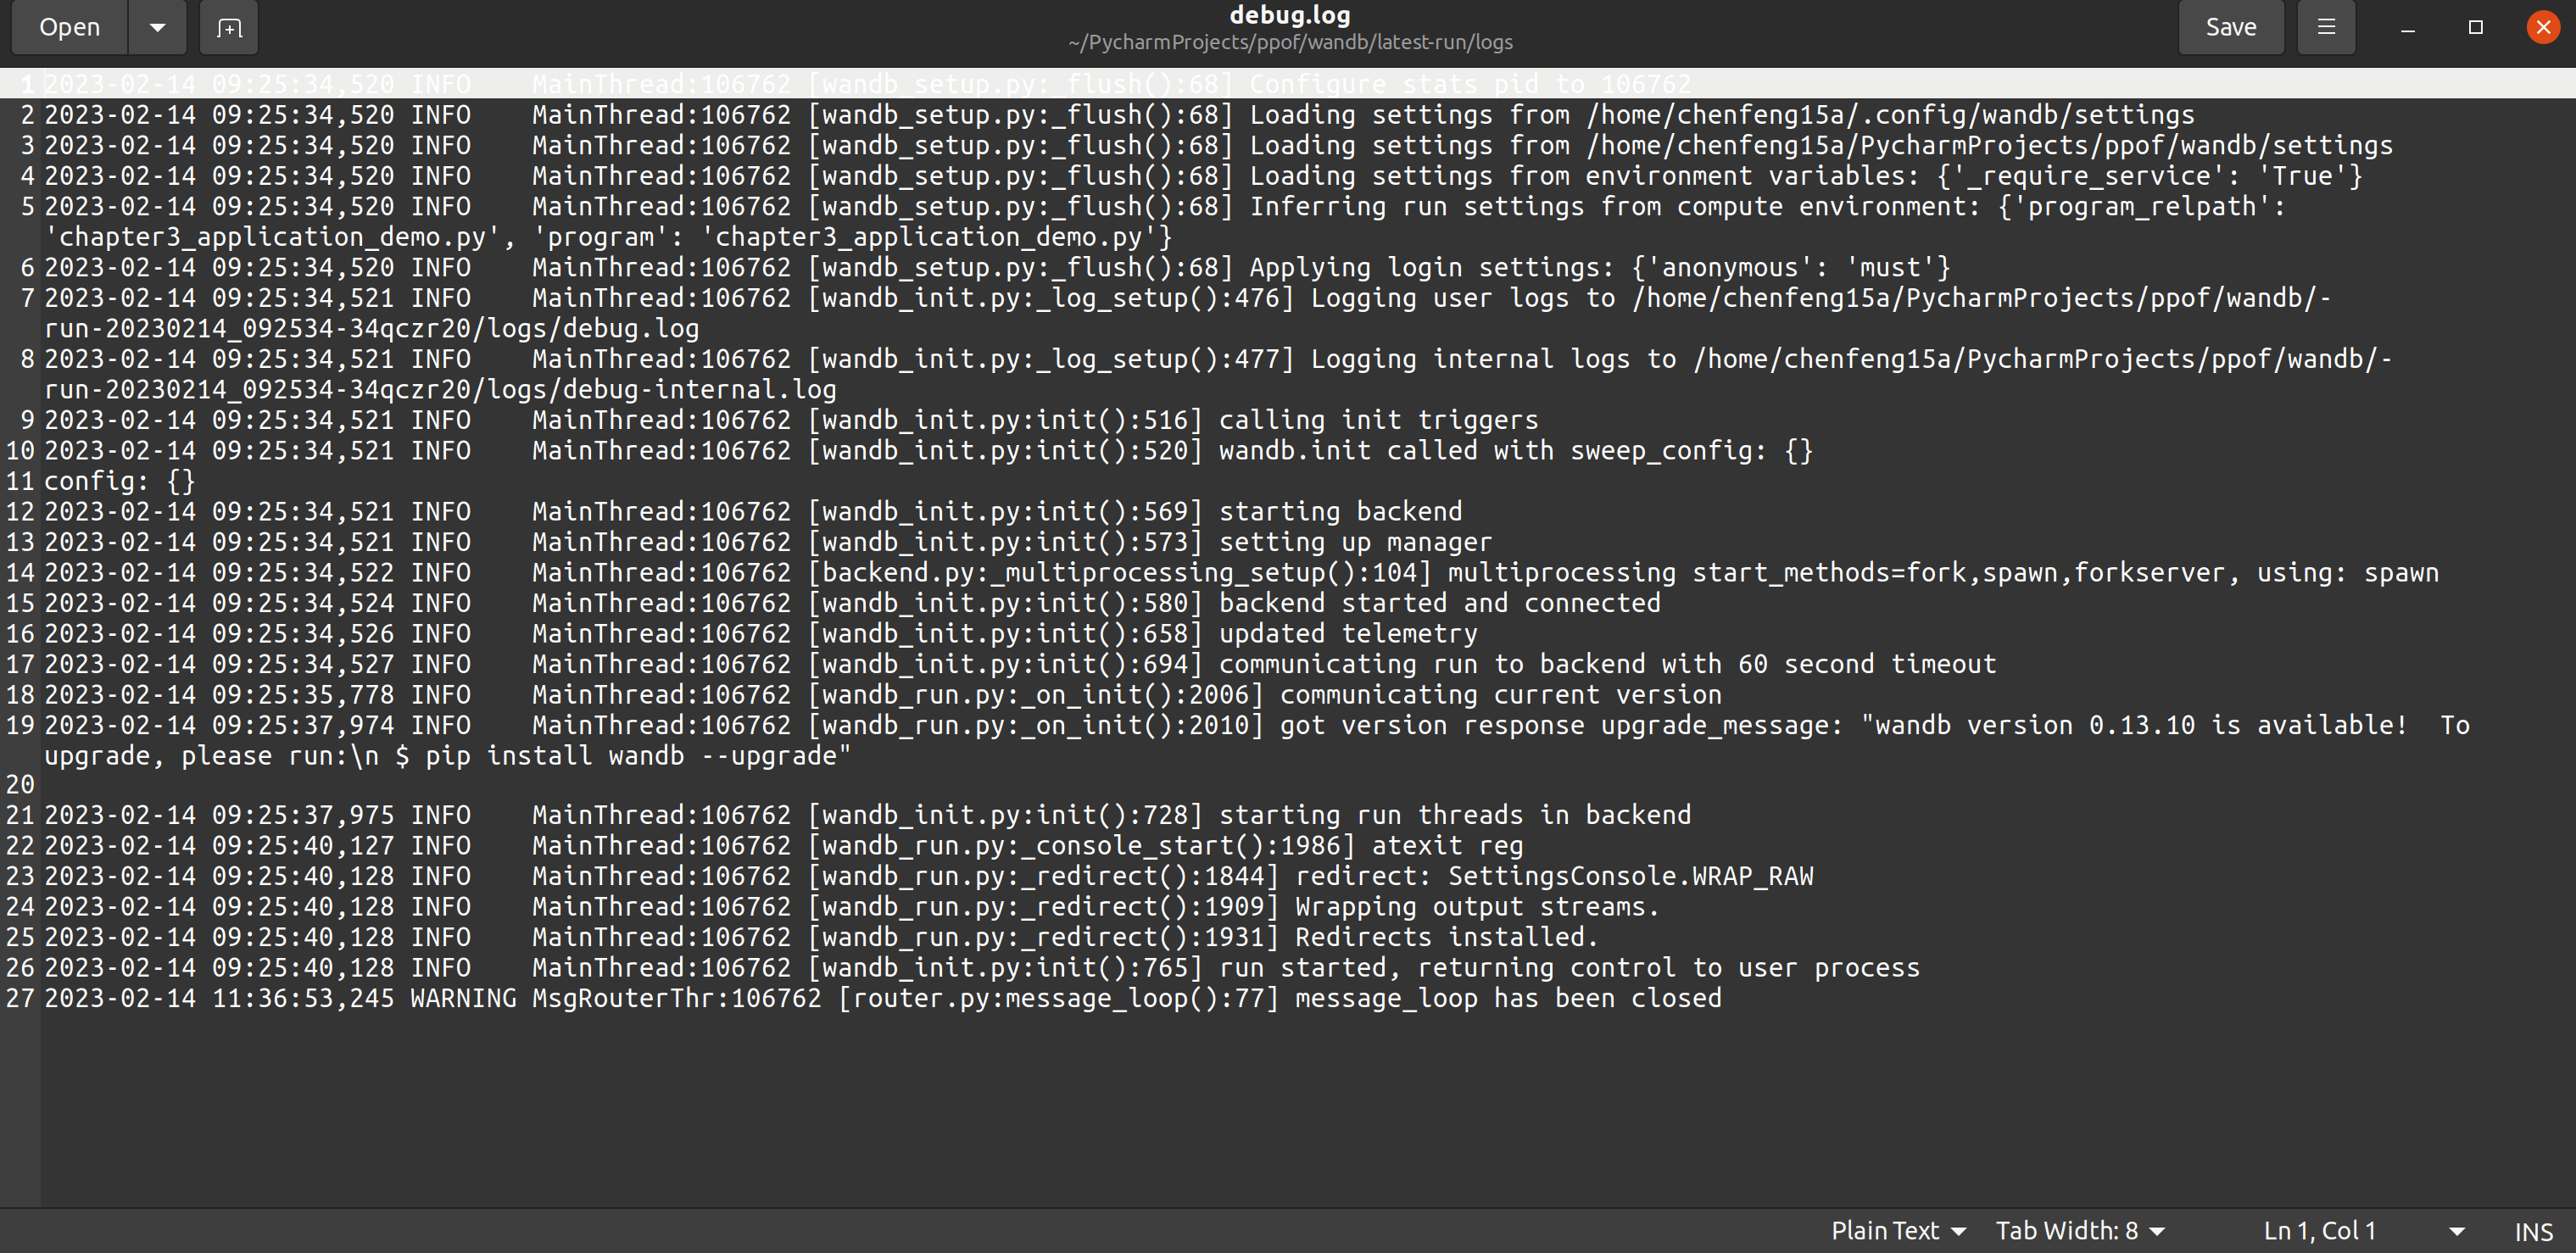 Open
debug.log
~/PycharmProjects/ppof/wandb/latest-run/logs
Save
1 2023-02-14 09:25:34,520 INFO    MainThread:106762 [wandb_setup.py:_flush():68] Configure stats pid to 106762
2 2023-02-14 09:25:34,520 INFO    MainThread:106762 [wandb_setup.py:_flush():68] Loading settings from /home/chenfeng15a/.config/wandb/settings
3 2023-02-14 09:25:34,520 INFO    MainThread:106762 [wandb_setup.py:_flush():68] Loading settings from /home/chenfeng15a/PycharmProjects/ppof/wandb/settings
4 2023-02-14 09:25:34,520 INFO    MainThread:106762 [wandb_setup.py:_flush():68] Loading settings from environment variables: {'_require_service': 'True'}
5 2023-02-14 09:25:34,520 INFO    MainThread:106762 [wandb_setup.py:_flush():68] Inferring run settings from compute environment: {'program_relpath':
'chapter3_application_demo.py', 'program': 'chapter3_application_demo.py'}
6 2023-02-14 09:25:34,520 INFO    MainThread:106762 [wandb_setup.py:_flush():68] Applying login settings: {'anonymous': 'must'}
7 2023-02-14 09:25:34,521 INFO    MainThread:106762 [wandb_init.py:_log_setup():476] Logging user logs to /home/chenfeng15a/PycharmProjects/ppof/wandb/-
run-20230214_092534-34qczr20/logs/debug.log
8 2023-02-14 09:25:34,521 INFO    MainThread:106762 [wandb_init.py:_log_setup():477] Logging internal logs to /home/chenfeng15a/PycharmProjects/ppof/wandb/-
run-20230214_092534-34qczr20/logs/debug-internal.log
9 2023-02-14 09:25:34,521 INFO    MainThread:106762 [wandb_init.py:init():516] calling init triggers
10 2023-02-14 09:25:34,521 INFO    MainThread:106762 [wandb_init.py:init():520] wandb.init called with sweep_config: {}
11 config: {}
12 2023-02-14 09:25:34,521 INFO    MainThread:106762 [wandb_init.py:init():569] starting backend
13 2023-02-14 09:25:34,521 INFO    MainThread:106762 [wandb_init.py:init():573] setting up manager
14 2023-02-14 09:25:34,522 INFO    MainThread:106762 [backend.py:_multiprocessing_setup():104] multiprocessing start_methods=fork,spawn,forkserver, using: spawn
15 2023-02-14 09:25:34,524 INFO    MainThread:106762 [wandb_init.py:init():580] backend started and connected
16 2023-02-14 09:25:34,526 INFO    MainThread:106762 [wandb_init.py:init():658] updated telemetry
17 2023-02-14 09:25:34,527 INFO    MainThread:106762 [wandb_init.py:init():694] communicating run to backend with 60 second timeout
18 2023-02-14 09:25:35,778 INFO    MainThread:106762 [wandb_run.py:_on_init():2006] communicating current version
19 2023-02-14 09:25:37,974 INFO    MainThread:106762 [wandb_run.py:_on_init():2010] got version response upgrade_message: "wandb version 0.13.10 is available!  To
upgrade, please run:\n $ pip install wandb --upgrade"
20
21 2023-02-14 09:25:37,975 INFO    MainThread:106762 [wandb_init.py:init():728] starting run threads in backend
22 2023-02-14 09:25:40,127 INFO    MainThread:106762 [wandb_run.py:_console_start():1986] atexit reg
23 2023-02-14 09:25:40,128 INFO    MainThread:106762 [wandb_run.py:_redirect():1844] redirect: SettingsConsole.WRAP_RAW
24 2023-02-14 09:25:40,128 INFO    MainThread:106762 [wandb_run.py:_redirect():1909] Wrapping output streams.
25 2023-02-14 09:25:40,128 INFO    MainThread:106762 [wandb_run.py:_redirect():1931] Redirects installed.
26 2023-02-14 09:25:40,128 INFO    MainThread:106762 [wandb_init.py:init():765] run started, returning control to user process
27 2023-02-14 11:36:53,245 WARNING MsgRouterThr:106762 [router.py:message_loop():77] message_loop has been closed
Plain Text Tab Width: 8 Ln 1, Col 1 INS